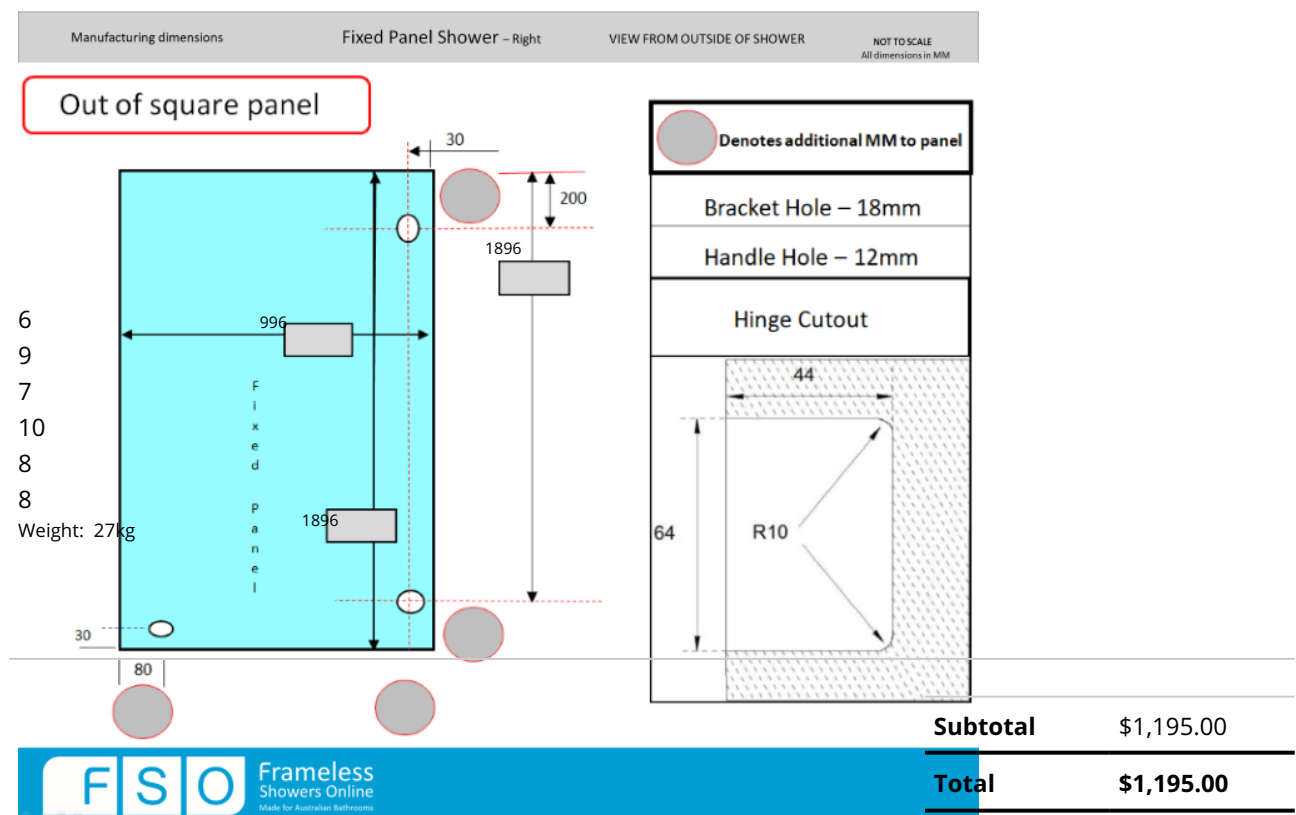 Manufacturing dimensions
Fixed Panel Shower – Right
VIEW FROM OUTSIDE OF SHOWER
NOT TO SCALE
All dimensions in MM
Out of square panel
30
200
1896
996
6
9
7
10
8
8
Weight: 27kg
Fixed Panel
1896
30
80
Denotes additional MM to panel
Bracket Hole – 18mm
Handle Hole – 12mm
Hinge Cutout
44
64
R10
Subtotal $1,195.00
Total $1,195.00
FSO
Frameless
Showers Online
Made for Australian Bathrooms